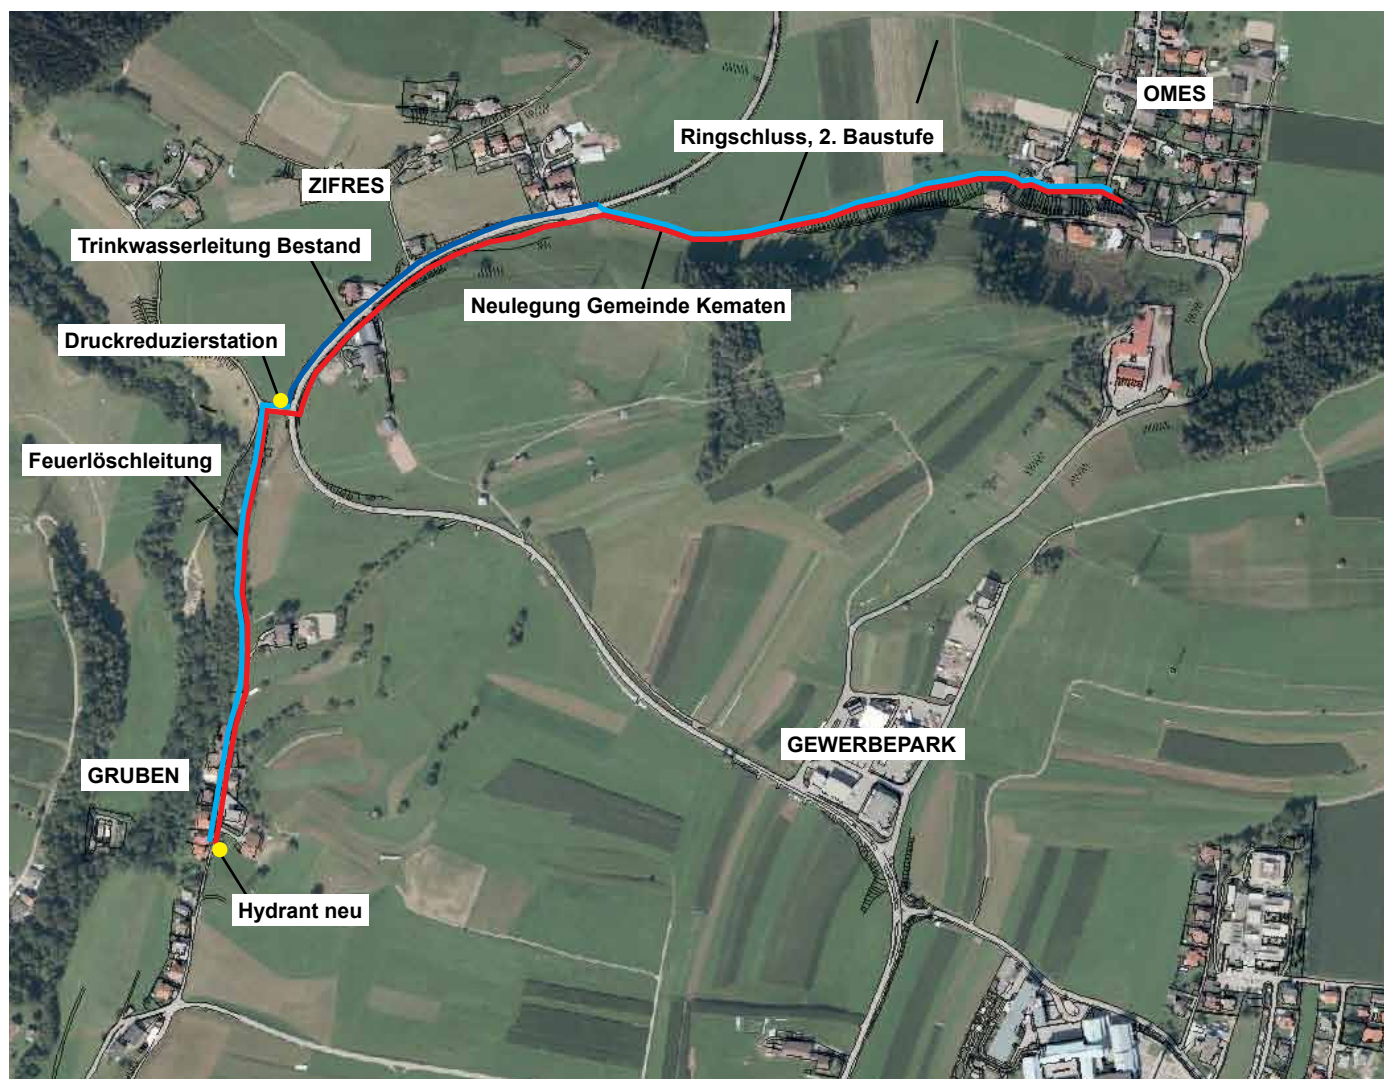 OMES
Ringschluss, 2. Baustufe
ZIFRES
Trinkwasserleitung Bestand
Neulegung Gemeinde Kematen
Druckreduzierstation
Feuerlöschleitung
GEWERBEPARK
GRUBEN
Hydrant neu